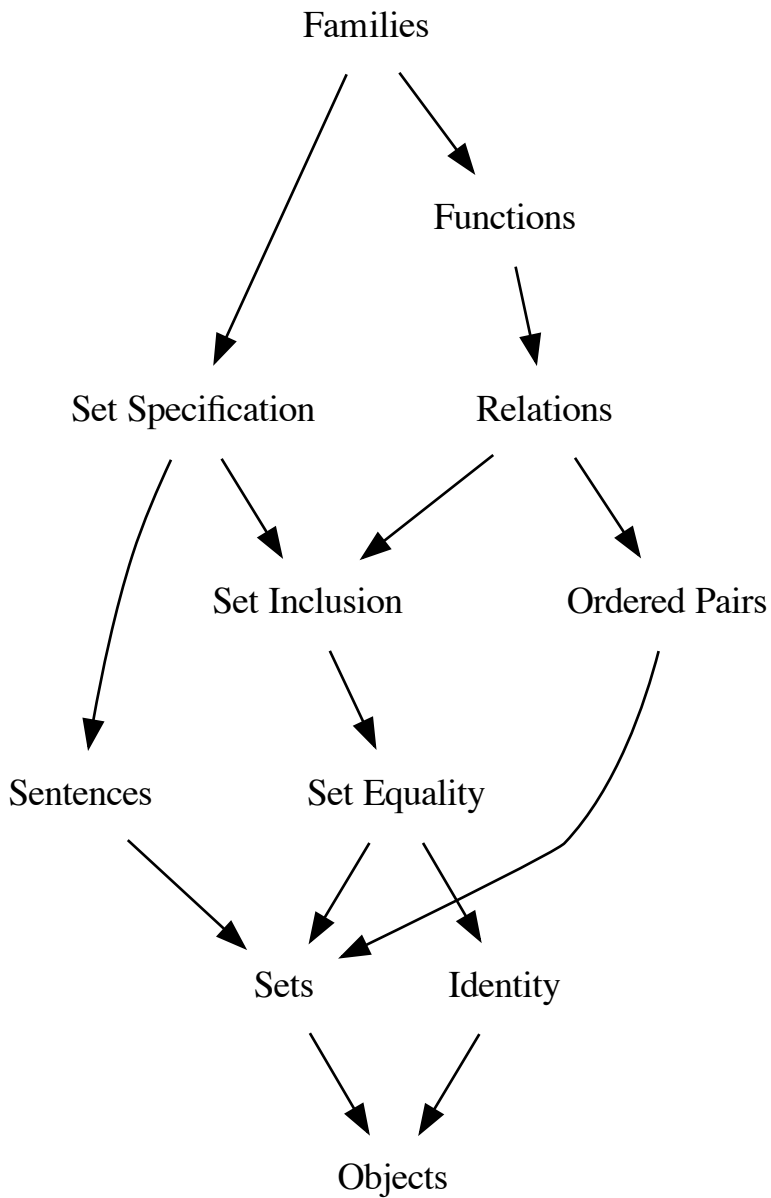 Families
Functions
Set Specification
Relations
Set Inclusion
Ordered Pairs
Sentences
Set Equality
Sets
Identity
Objects